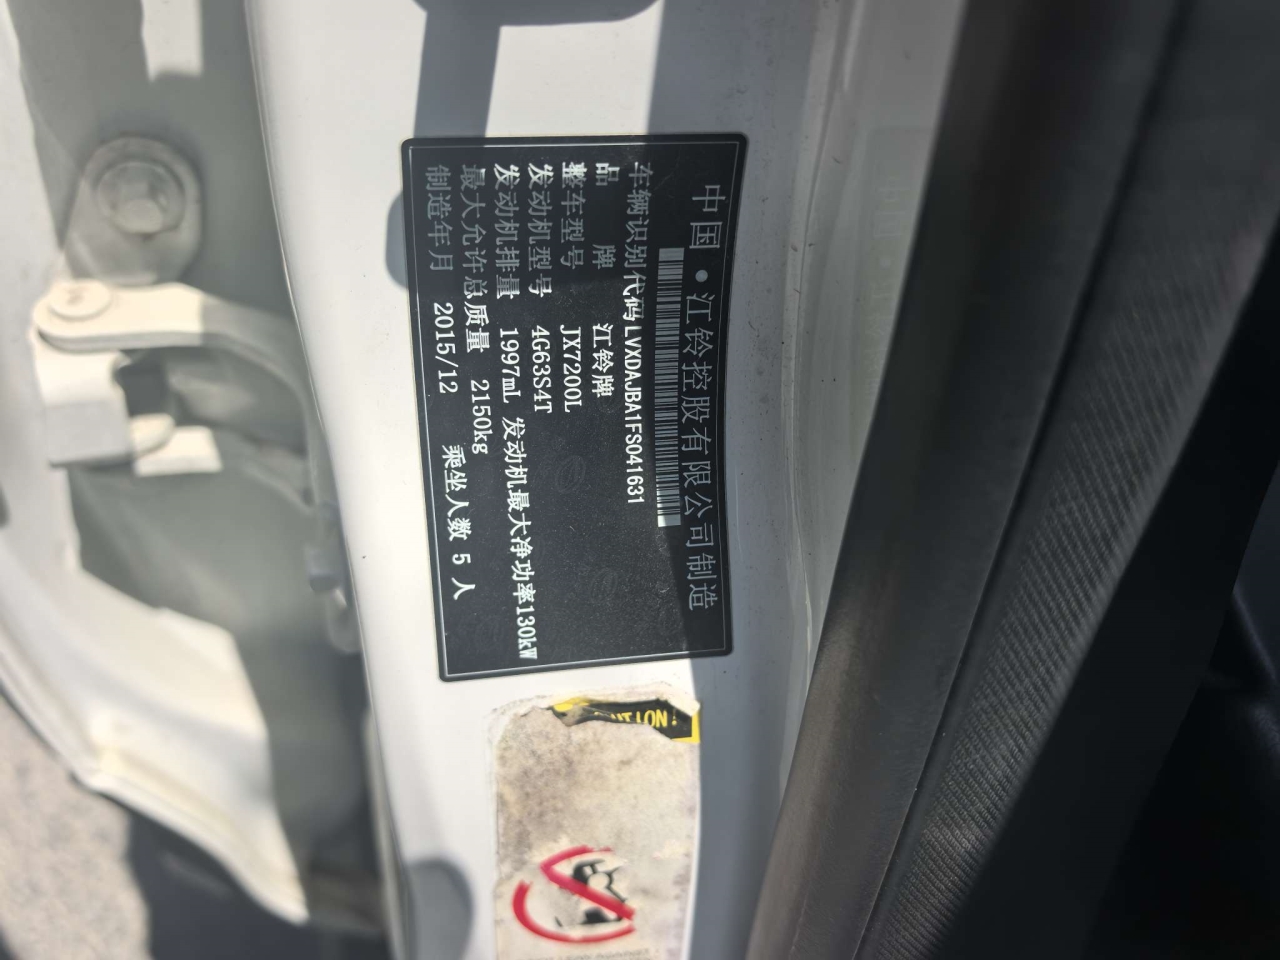 中国·江铃控股有限公司制造
车辆识别代码 LVXDAJBA1FS041631
品 牌 江铃牌
整车型号 JX7200L
发动机型号 4G63S4T
发动机排量 1997mL 发动机最大净功率130kW
最大允许总质量 2150kg
制造年月 2015/12 乘坐人数 5 人
UTION